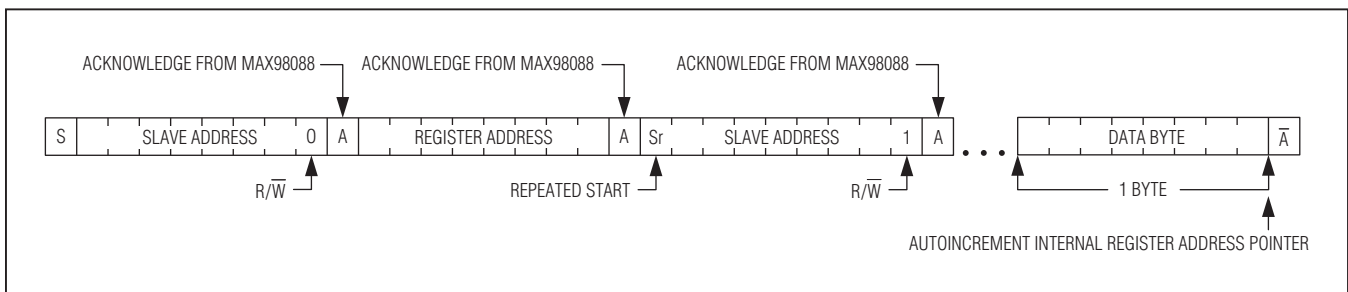 ACKNOWLEDGE FROM MAX98088 ACKNOWLEDGE FROM MAX98088 ACKNOWLEDGE FROM MAX98088
S SLAVE ADDRESS 0 A REGISTER ADDRESS A Sr SLAVE ADDRESS 1 A ... DATA BYTE A̅
R/W̅ REPEATED START R/W̅ 1 BYTE
AUTOINCREMENT INTERNAL REGISTER ADDRESS POINTER